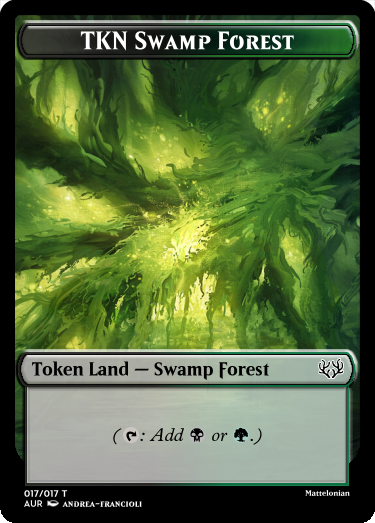 TKN Swamp Forest
Token Land — Swamp Forest
( : Add or .)
017/017 T
Mattelonian
AUR ANDREA-FRANCIOLI